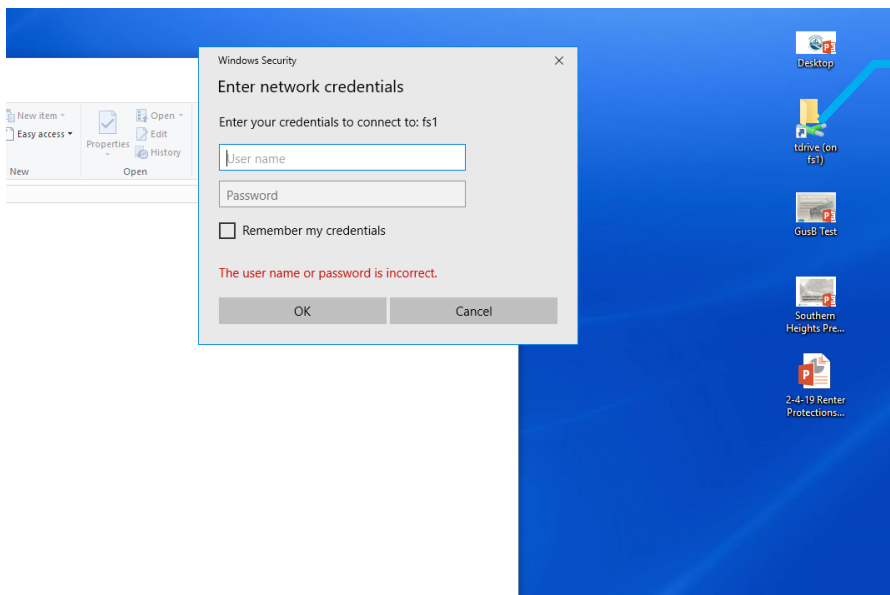 Windows Security
Enter network credentials
Enter your credentials to connect to: fs1
User name
Password
Remember my credentials
The user name or password is incorrect.
OK
Cancel
New item
Easy access
New
Properties
Open
Edit
History
Open
Desktop
tdrive (on
fs1)
GusB Test
Southern
Heights Pre...
2-4-19 Renter
Protections...